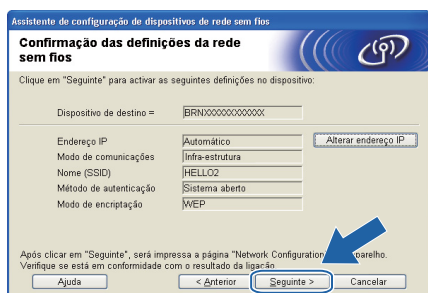 Assistente de configuração de dispositivos de rede sem fios
Confirmação das definições da rede
sem fios
Clique em "Seguinte" para activar as seguintes definições no dispositivo:
Dispositivo de destino = BRNXXXXXXXXXXXX
Endereço IP Automático Alterar endereço IP
Modo de comunicações Infra-estrutura
Nome (SSID) HELLO2
Método de autenticação Sistema aberto
Modo de encriptação WEP
Após clicar em "Seguinte", será impressa a página "Network Configuration
Verifique se está em conformidade com o resultado da ligação.
Ajuda < Anterior Seguinte > Cancelar